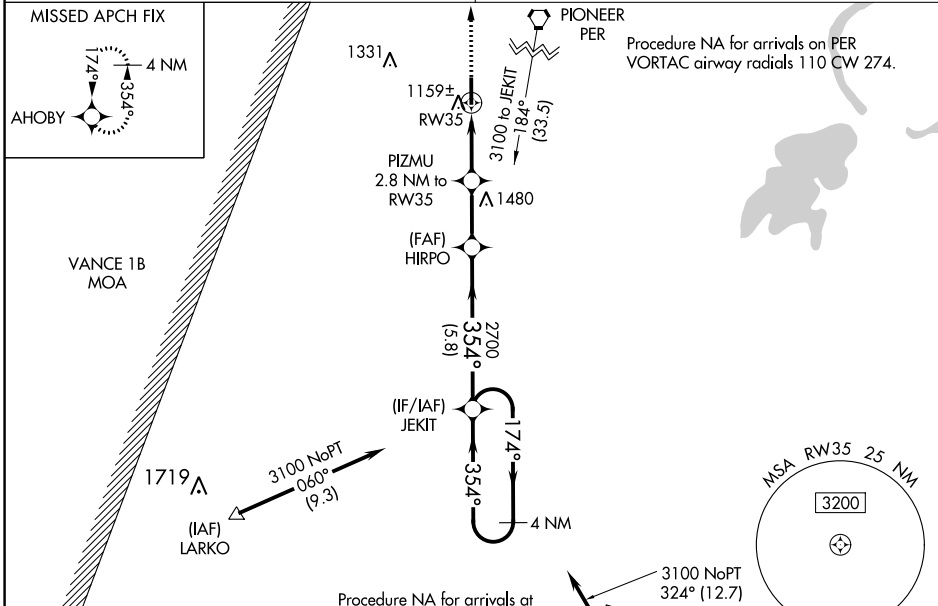 MISSED APCH FIX
174°
4 NM
354°
AHOBY
1331
PIONEER
PER
Procedure NA for arrivals on PER
VORTAC airway radials 110 CW 274.
1159±
RW35
3100 to JEKIT
184°
(33.5)
PIZMU
2.8 NM to
RW35
1480
(FAF)
HIRPO
VANCE 1B
MOA
2700
354°
(5.8)
(IF/IAF)
JEKIT
174°
354°
4 NM
1719
3100 NoPT
060°
(9.3)
(IAF)
LARKO
MSA RW35 25 NM
3200
3100 NoPT
324° (12.7)
Procedure NA for arrivals at